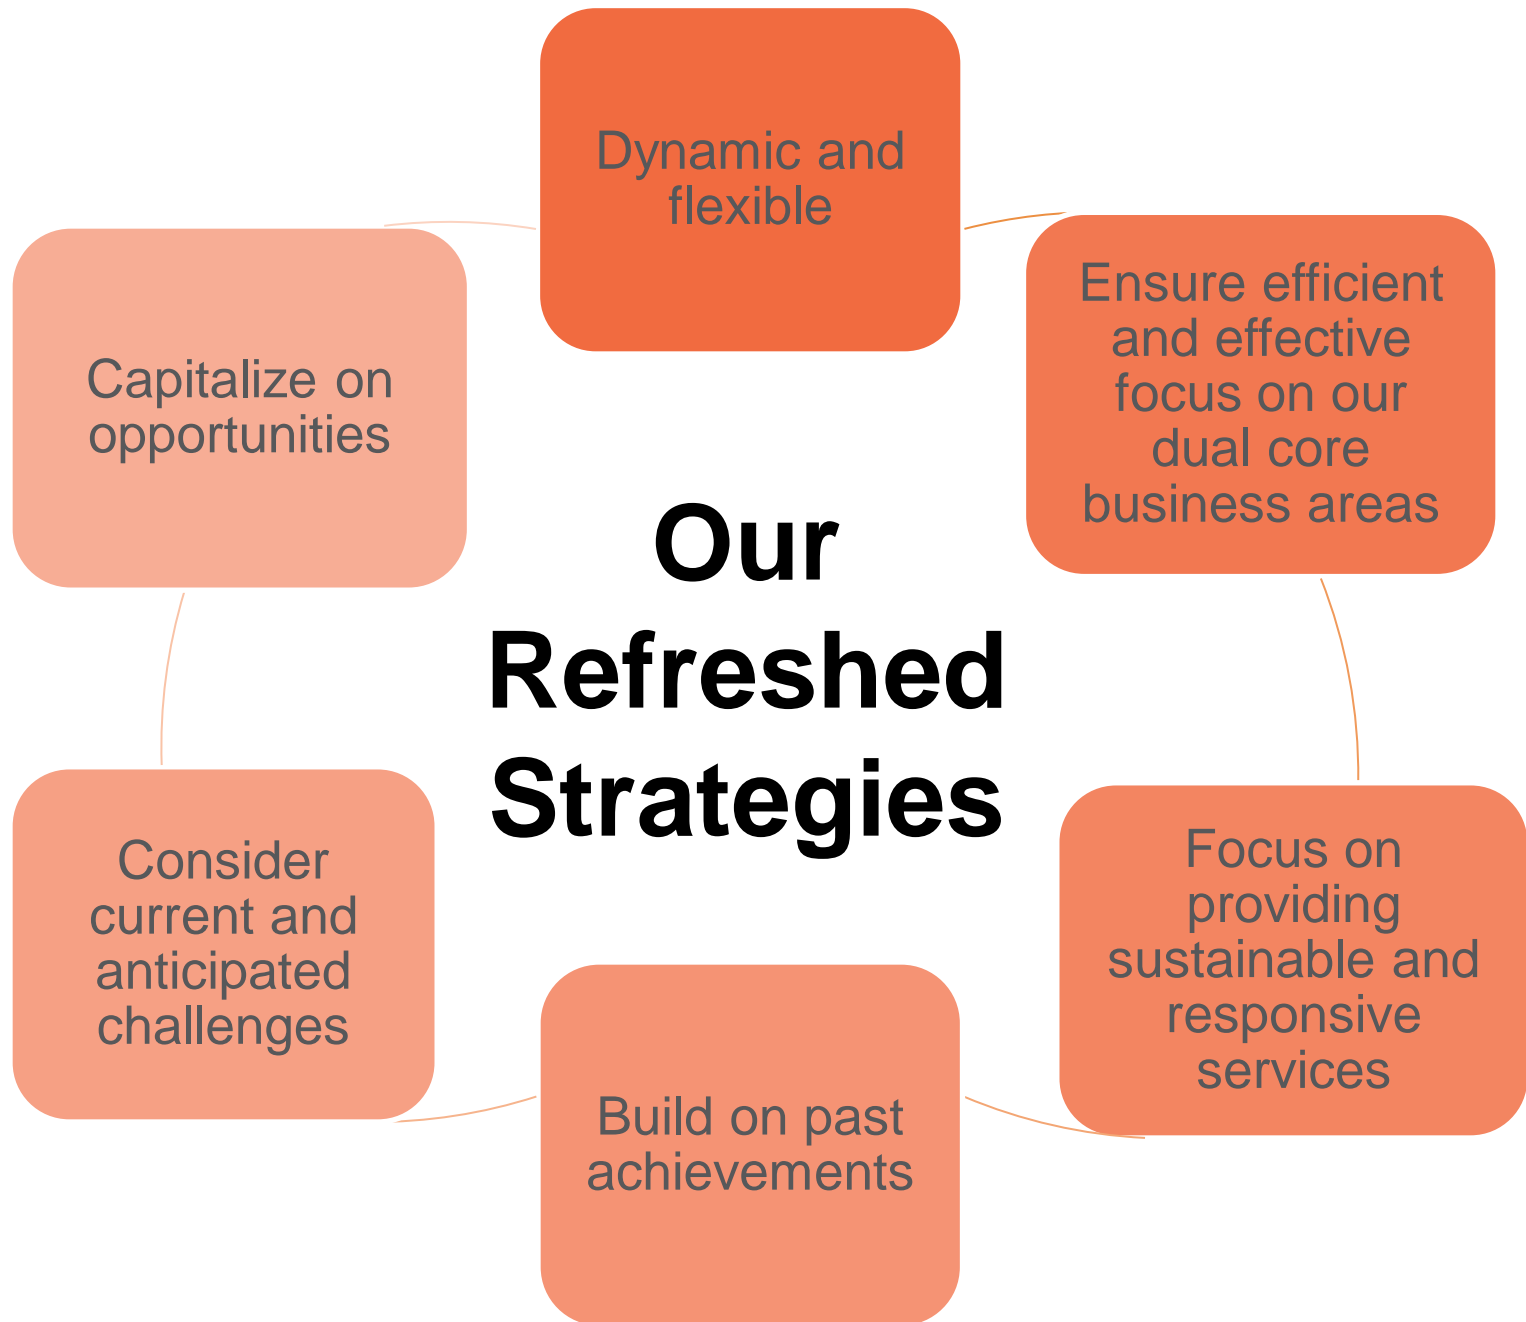 Dynamic and
flexible
Ensure efficient
and effective
focus on our
dual core
business areas
Focus on
providing
sustainable and
responsive
services
Build on past
achievements
Consider
current and
anticipated
challenges
Capitalize on
opportunities
Our
Refreshed
Strategies